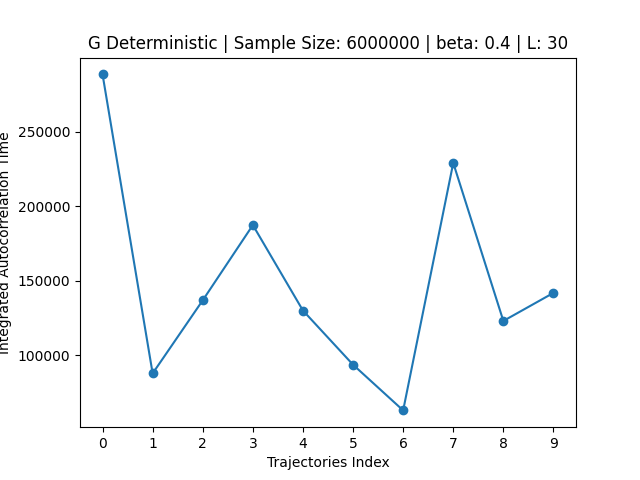 G Deterministic | Sample Size: 6000000 | beta: 0.4 | L: 30
250000
200000
150000
100000
Integrated Autocorrelation Time
0 1 2 3 4 5 6 7 8 9
Trajectories Index